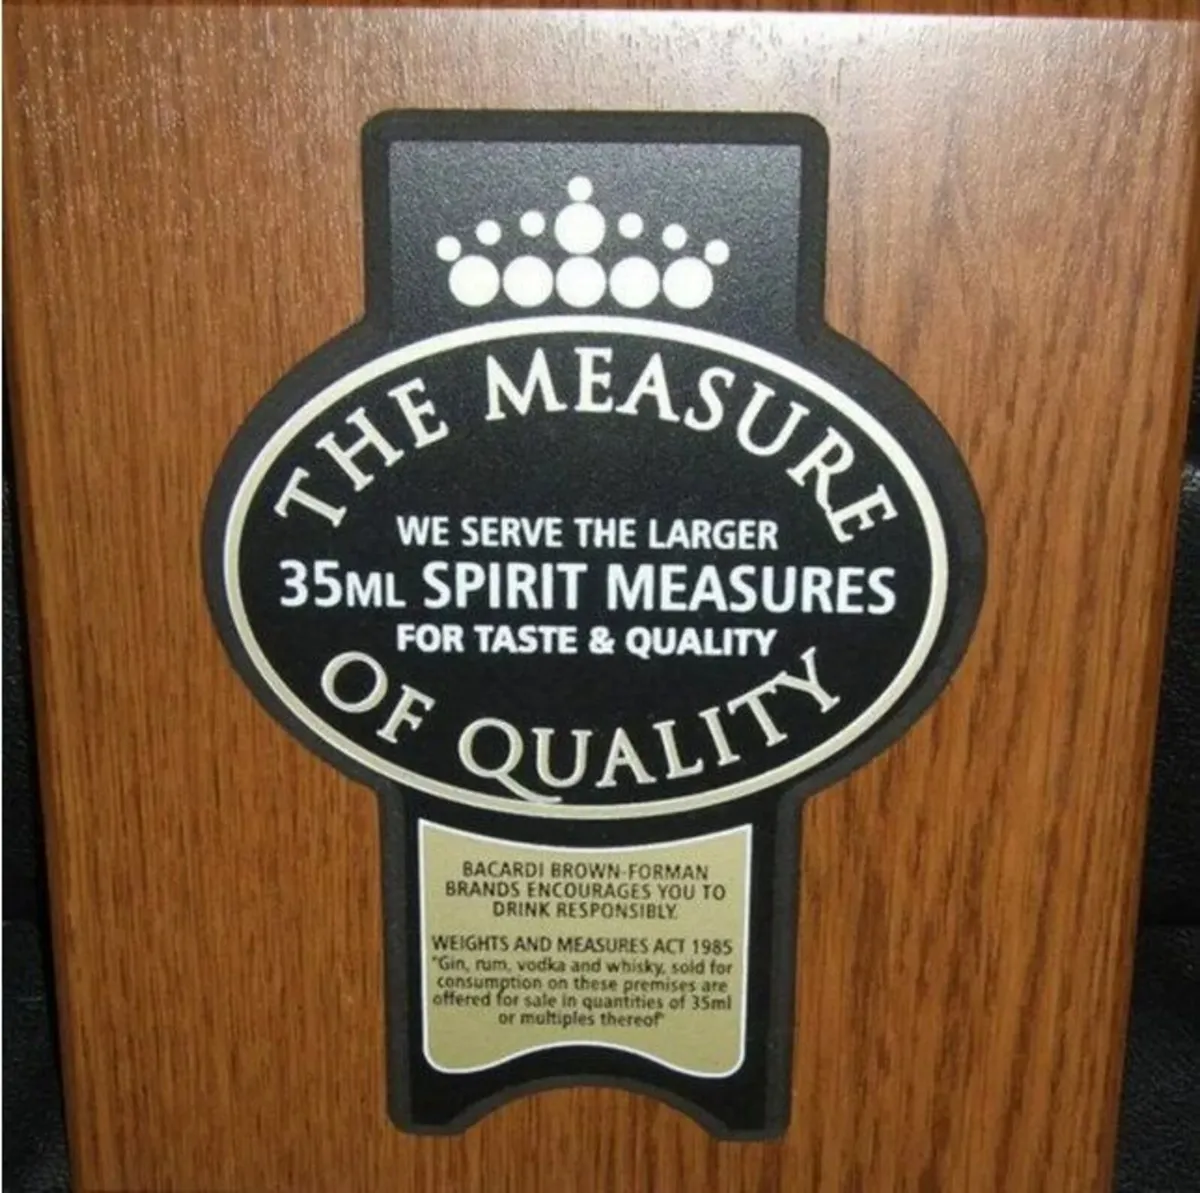 THE MEASURE
WE SERVE THE LARGER
35ML SPIRIT MEASURES
FOR TASTE & QUALITY
OF QUALITY
BACARDI BROWN-FORMAN
BRANDS ENCOURAGES YOU TO
DRINK RESPONSIBLY.
WEIGHTS AND MEASURES ACT 1985
"Gin, rum, vodka and whisky, sold for
consumption on these premises are
offered for sale in quantities of 35ml
or multiples thereof"